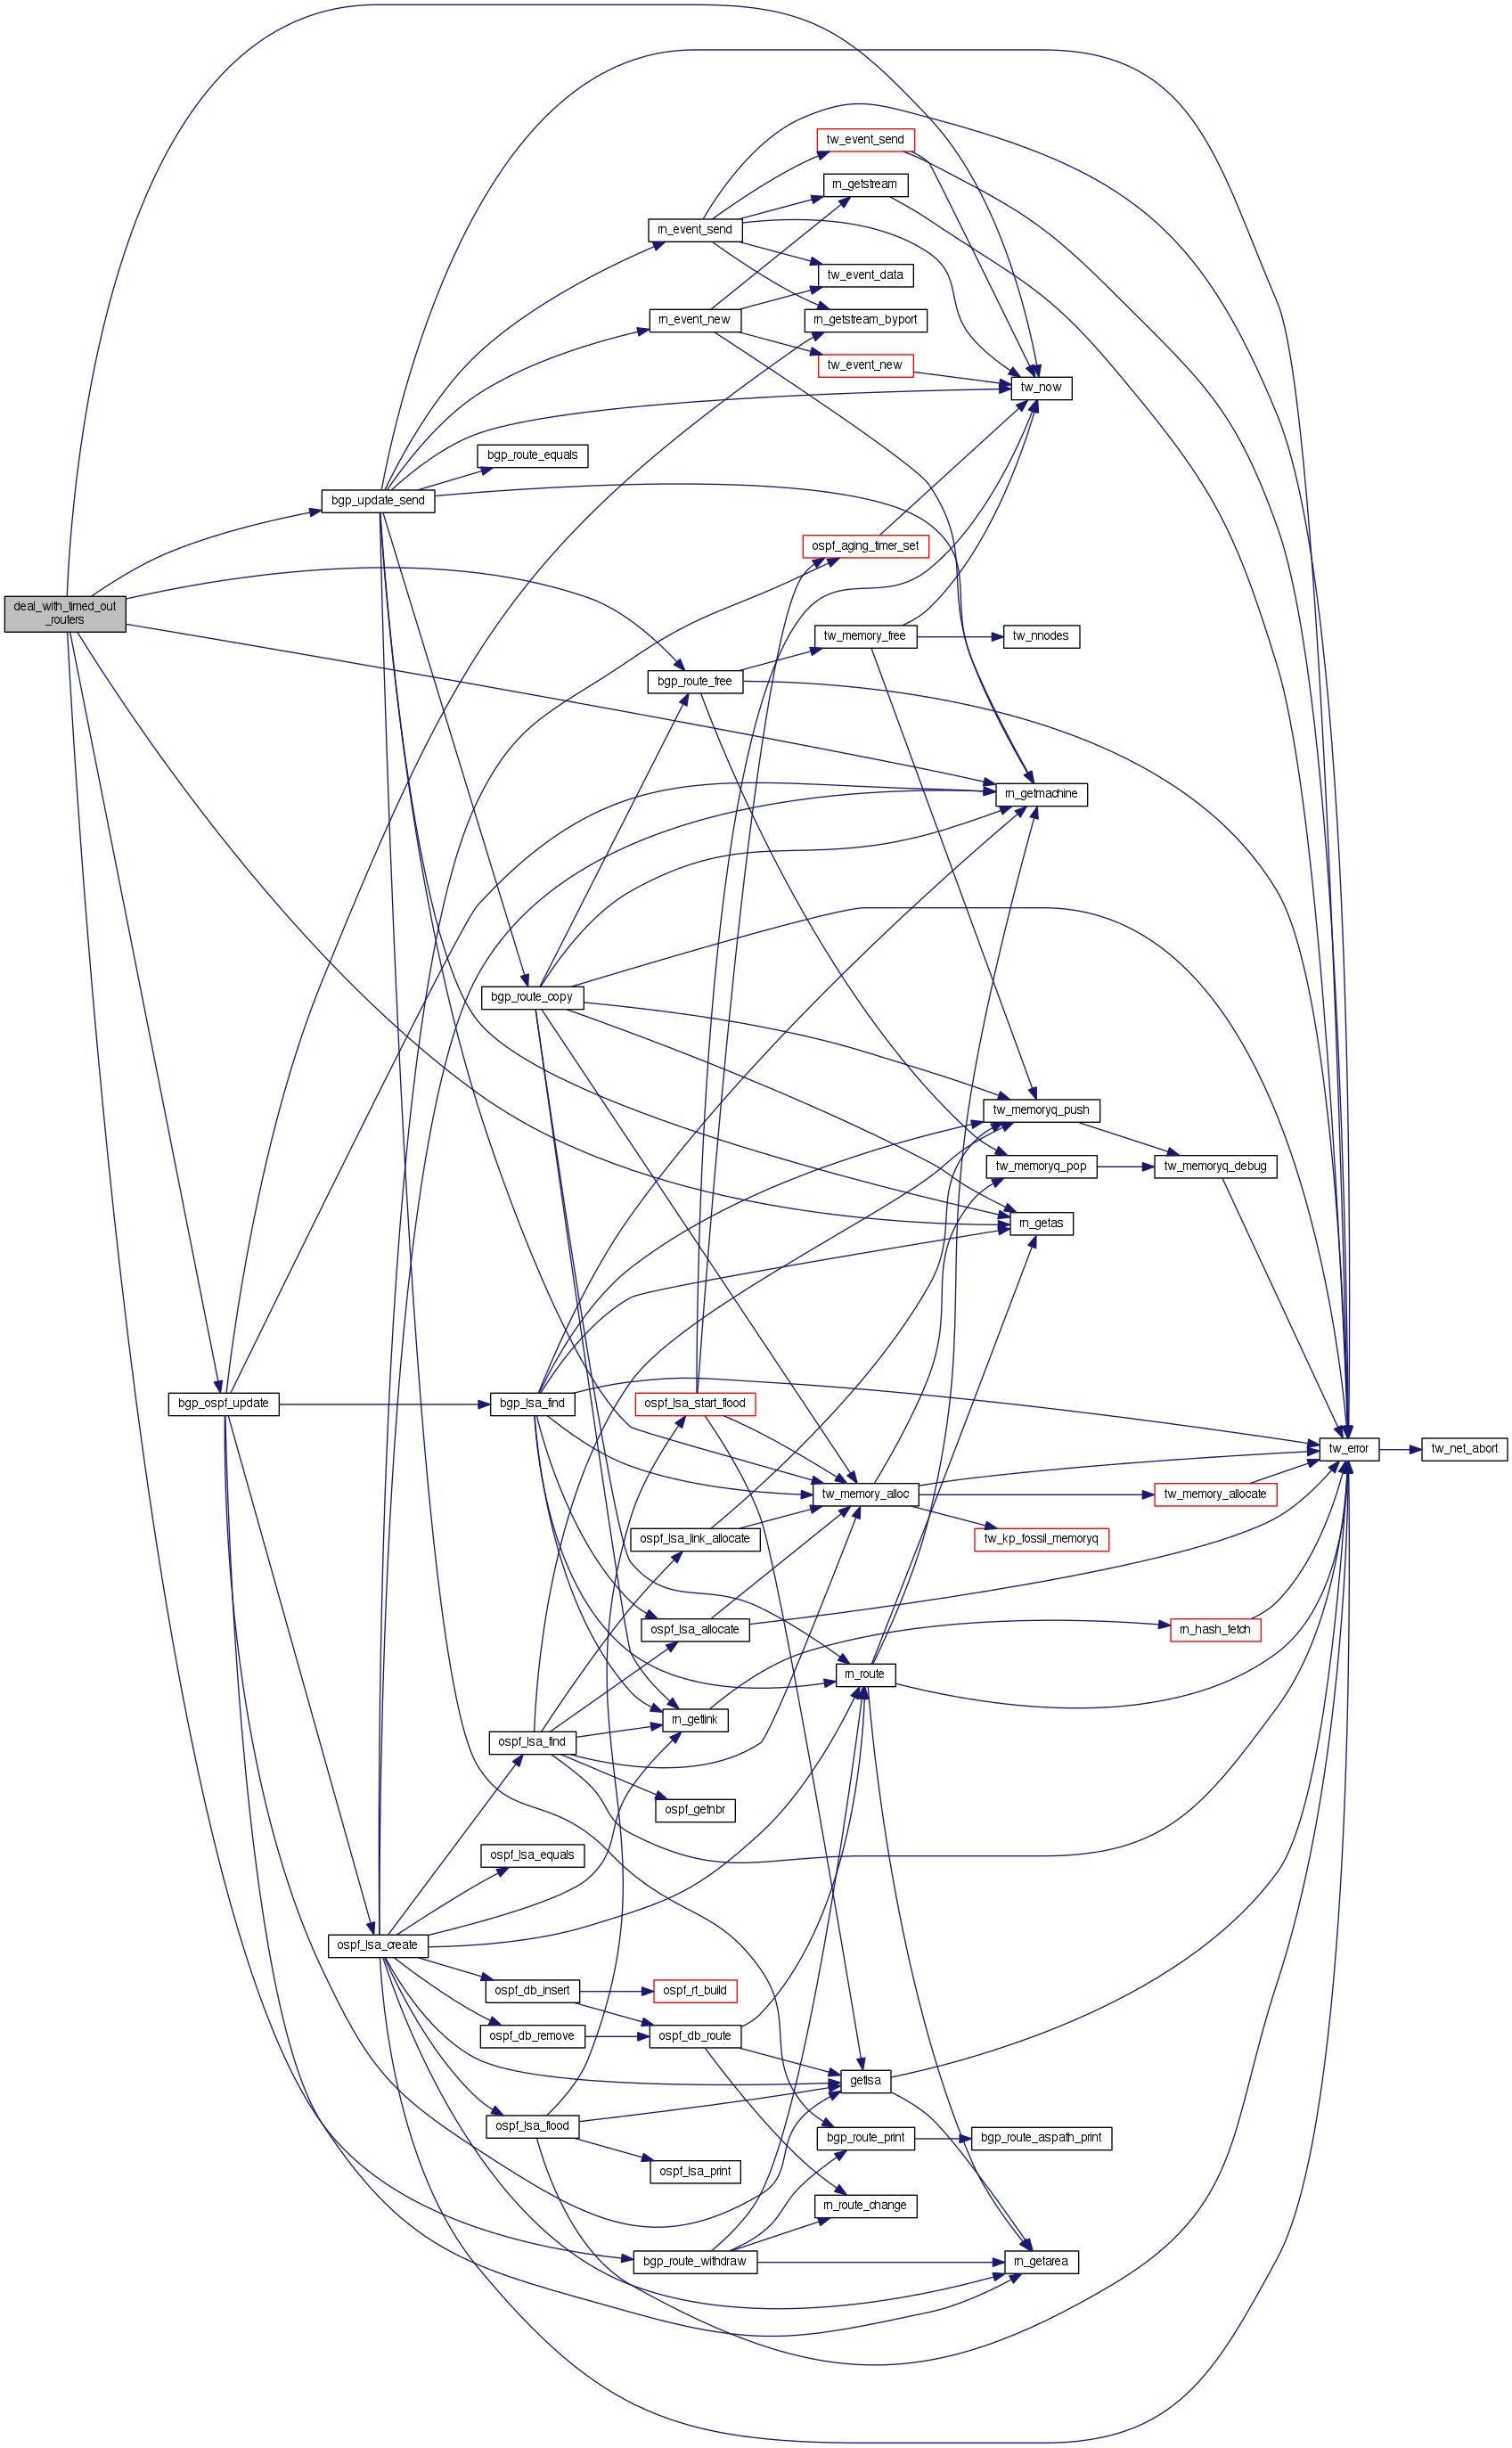 tw_event_send
rn_getstream
rn_event_send
tw_event_data
rn_event_new
rn_getstream_byport
tw_event_new
tw_now
bgp_route_equals
bgp_update_send
ospf_aging_timer_set
deal_with_timed_out
_routers
tw_memory_free
tw_nnodes
bgp_route_free
rn_getmachine
bgp_route_copy
tw_memoryq_push
tw_memoryq_pop
tw_memoryq_debug
rn_getas
bgp_ospf_update
bgp_lsa_find
ospf_lsa_start_flood
tw_error
tw_net_abort
tw_memory_alloc
tw_memory_allocate
ospf_lsa_link_allocate
tw_kp_fossil_memoryq
ospf_lsa_allocate
rn_hash_fetch
rn_route
rn_getlink
ospf_lsa_find
ospf_getnbr
ospf_lsa_equals
ospf_lsa_create
ospf_db_insert
ospf_rt_build
ospf_db_remove
ospf_db_route
getlsa
ospf_lsa_flood
bgp_route_print
bgp_route_aspath_print
ospf_lsa_print
rn_route_change
bgp_route_withdraw
rn_getarea